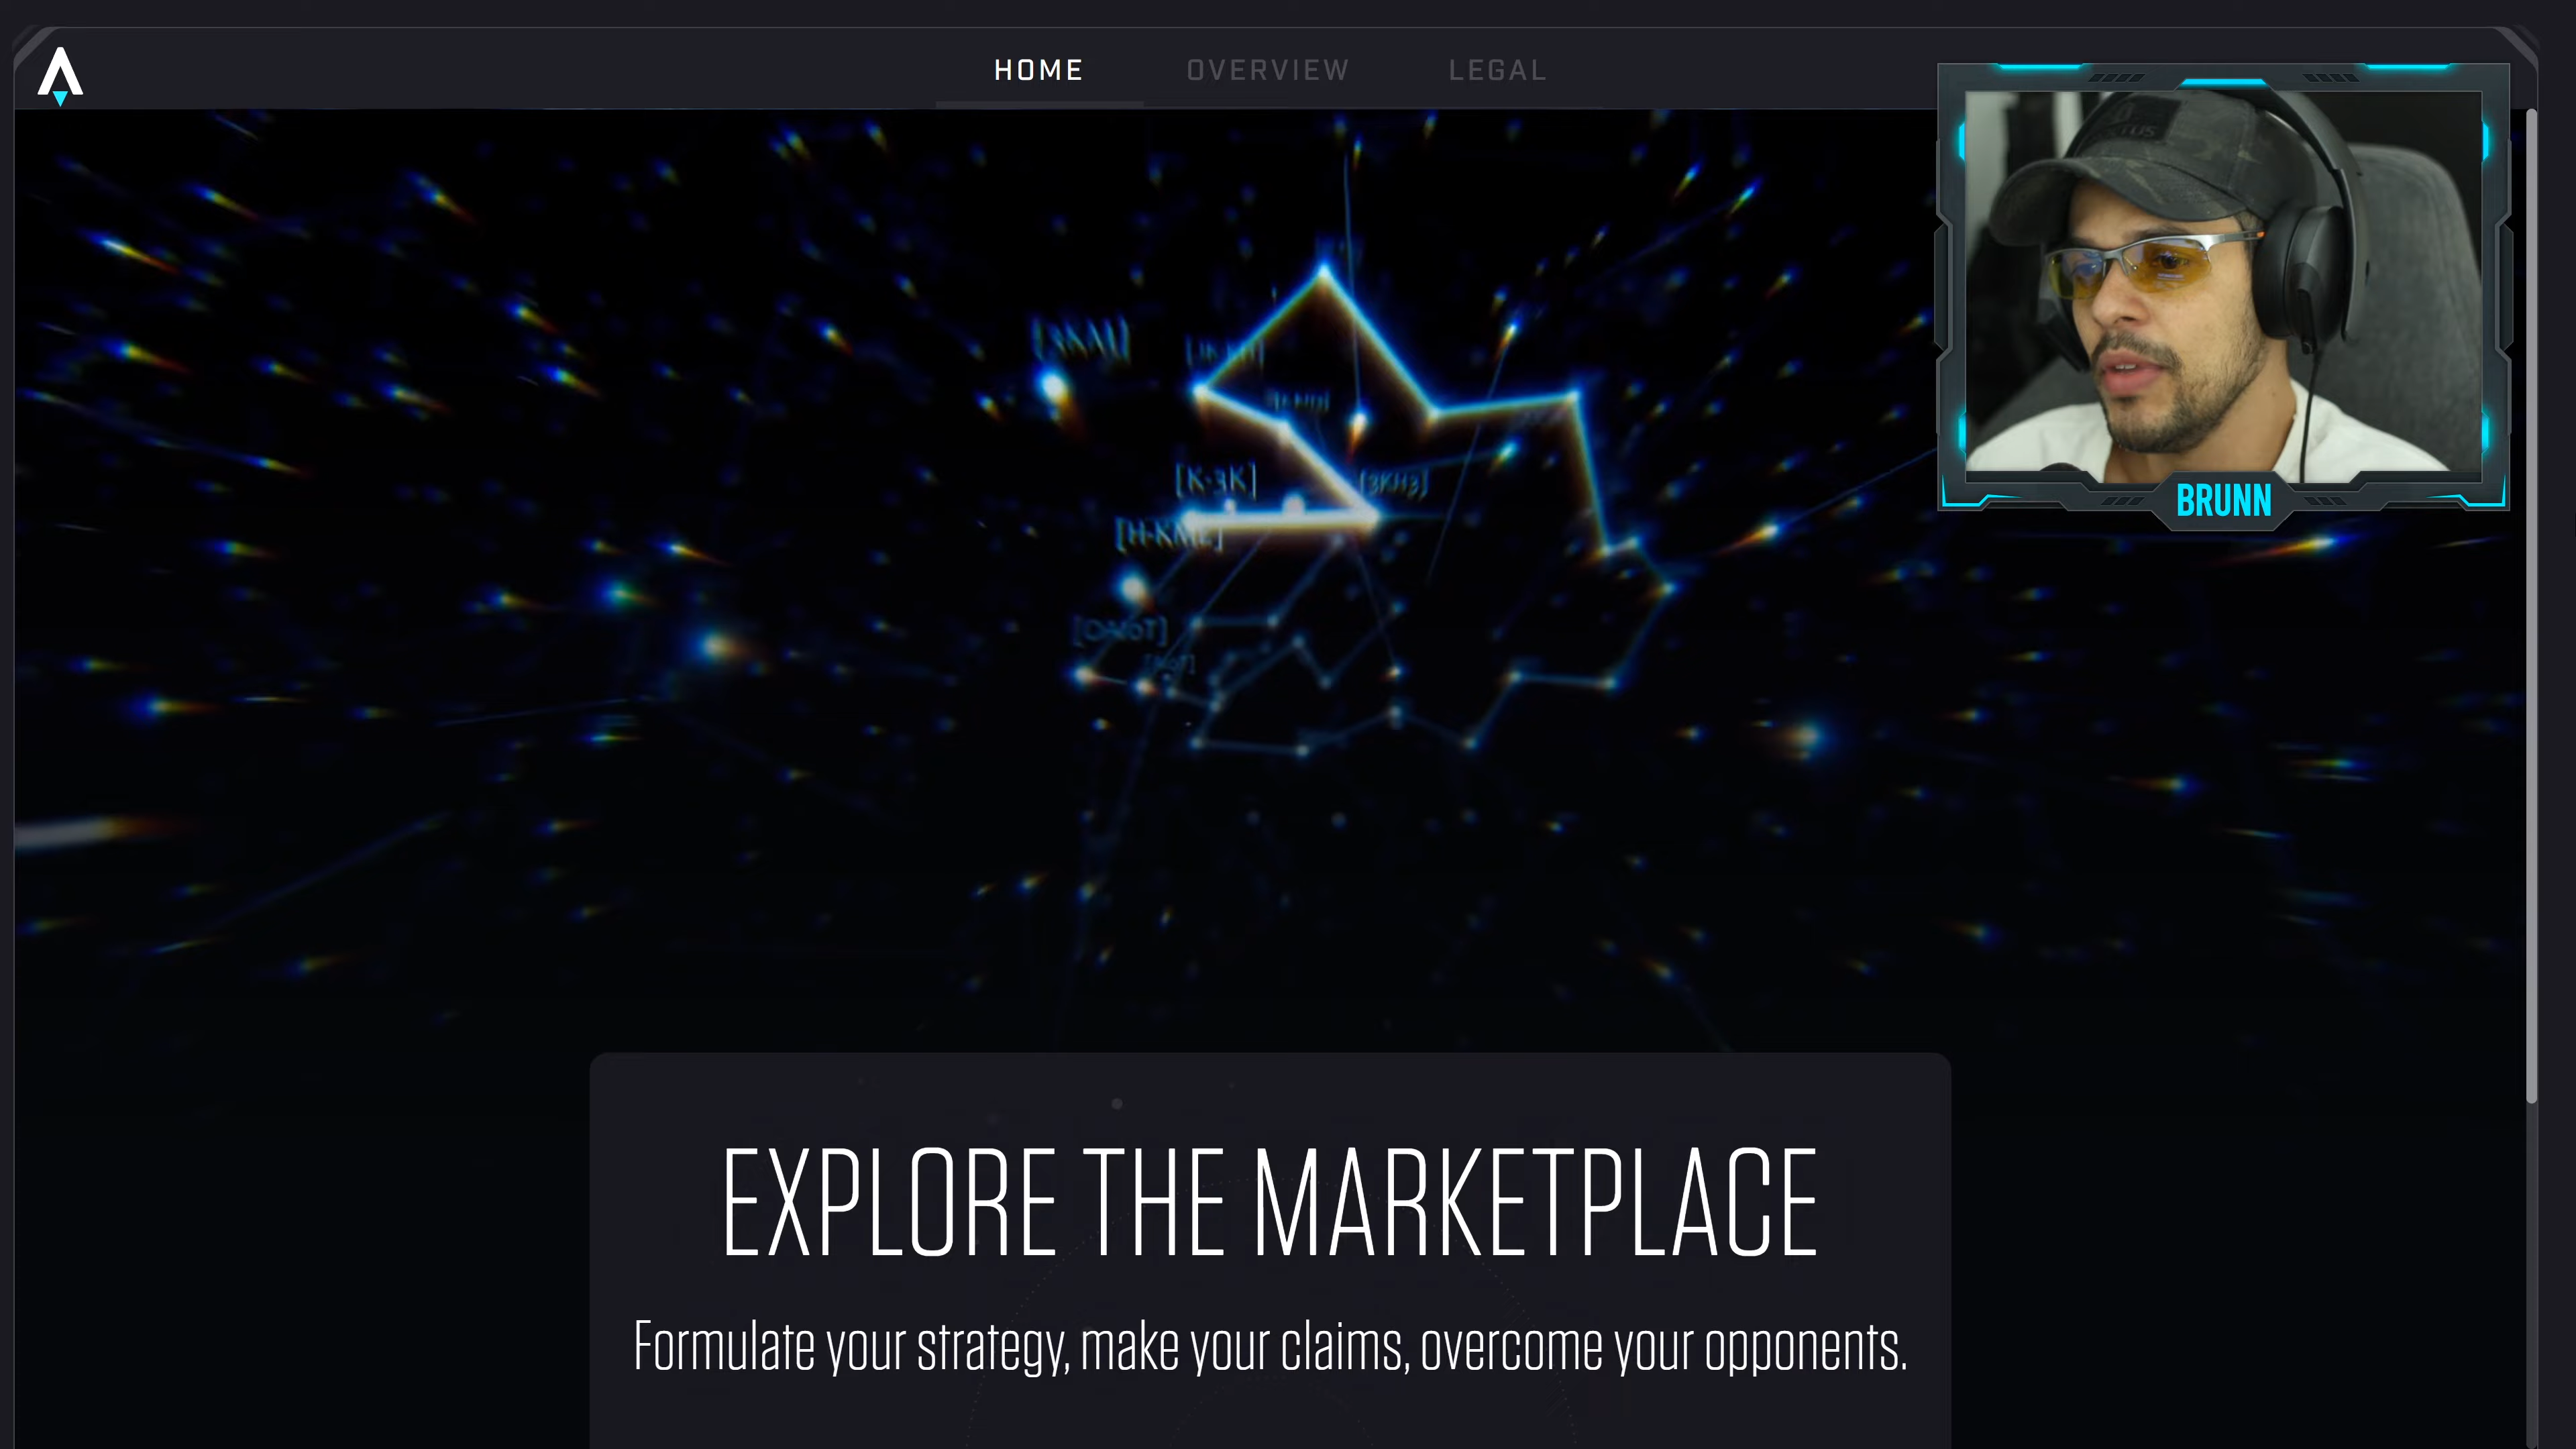 HOME OVERVIEW LEGAL
BRUNN
[K-3K]
EXPLORE THE MARKETPLACE
Formulate your strategy, make your claims, overcome your opponents.